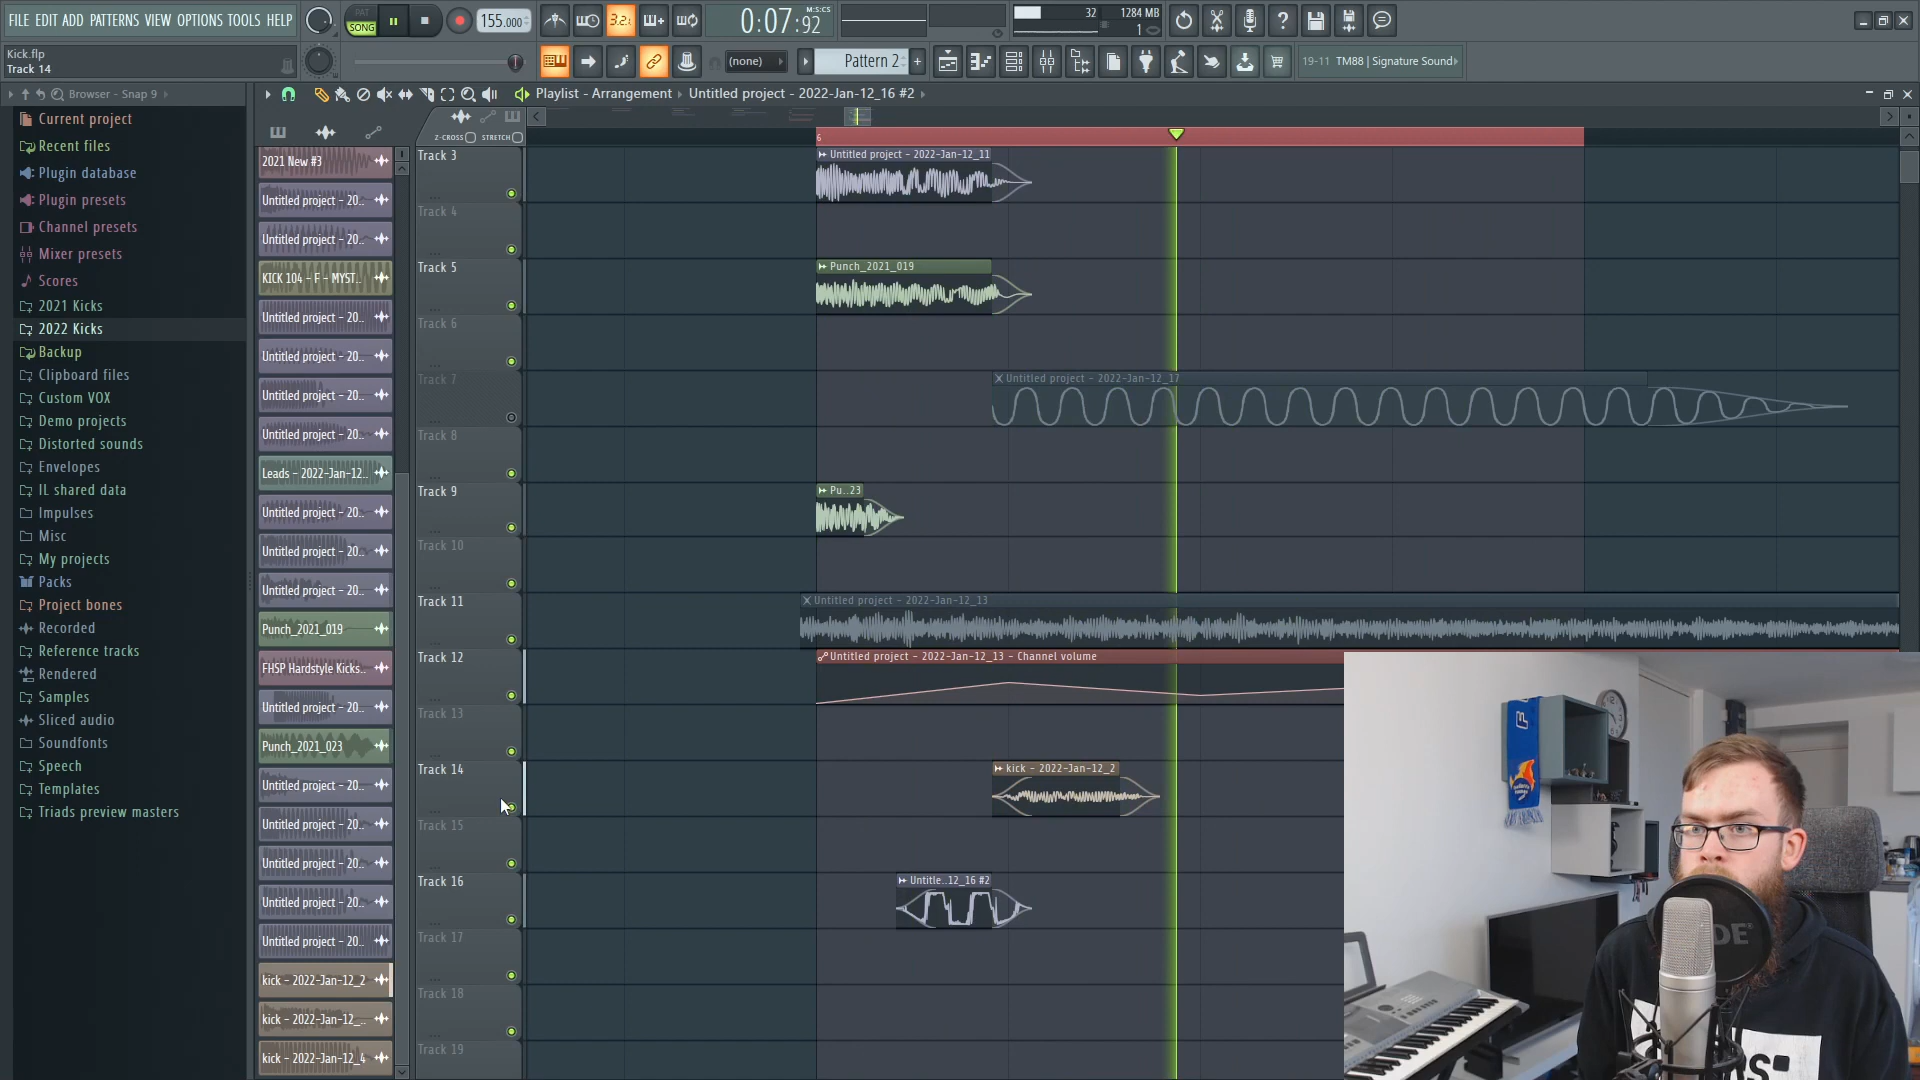 FILE EDIT ADD PATTERNS VIEW OPTIONS TOOLS HELP
PAT
SONG
155.000
3.2.
0:07:92
M:S:CS
32
1284 MB
1
Kick.flp
Track 14
(none)
Pattern 2
19-11 TM88 | Signature Sound
Browser - Snap 9
Playlist - Arrangement
Untitled project - 2022-Jan-12_16 #2
Z-CROSS
STRETCH
6
Current project
Recent files
Plugin database
Plugin presets
Channel presets
Mixer presets
Scores
2021 Kicks
2022 Kicks
Backup
Clipboard files
Custom VOX
Demo projects
Distorted sounds
Envelopes
IL shared data
Impulses
Misc
My projects
Packs
Project bones
Recorded
Reference tracks
Rendered
Samples
Sliced audio
Soundfonts
Speech
Templates
Triads preview masters
2021 New #3
Untitled project - 20..
Untitled project - 20..
KICK 104 - F - MYST..
Untitled project - 20..
Untitled project - 20..
Untitled project - 20..
Untitled project - 20..
Leads - 2022-Jan-12..
Untitled project - 20..
Untitled project - 20..
Untitled project - 20..
Punch_2021_019
FHSP Hardstyle Kicks..
Untitled project - 20..
Punch_2021_023
Untitled project - 20..
Untitled project - 20..
Untitled project - 20..
Untitled project - 20..
Untitled project - 20..
kick - 2022-Jan-12_2
kick - 2022-Jan-12_..
kick - 2022-Jan-12_4
Track 3
Untitled project - 2022-Jan-12_11
Track 4
Track 5
Punch_2021_019
Track 6
Track 7
Untitled project - 2022-Jan-12_17
Track 8
Track 9
Pu..23
Track 10
Track 11
Untitled project - 2022-Jan-12_13
Track 12
Untitled project - 2022-Jan-12_13 - Channel volume
Track 13
Track 14
kick - 2022-Jan-12_2
Track 15
Track 16
Untitle..12_16 #2
Track 17
Track 18
Track 19